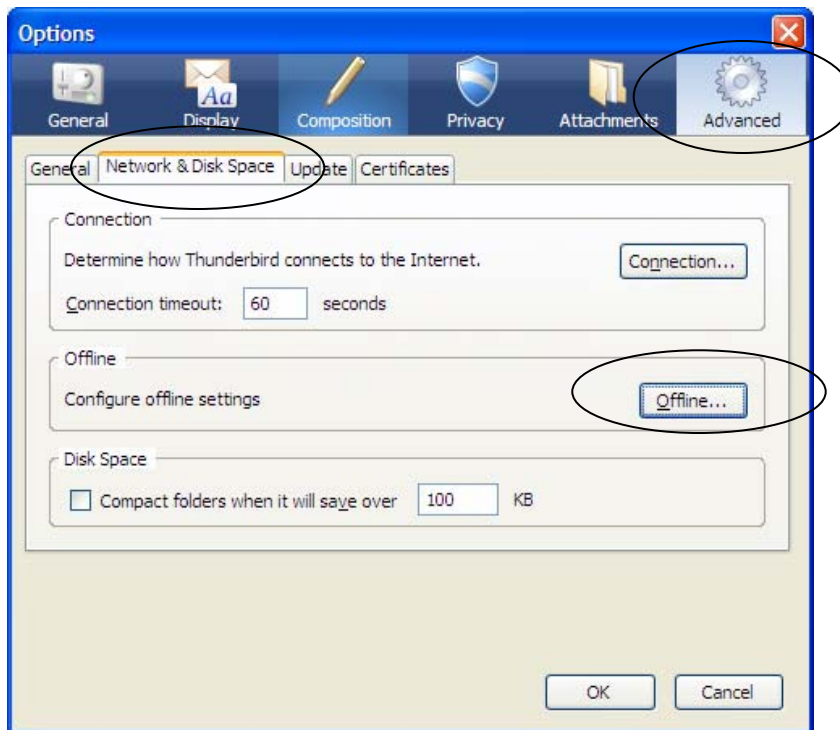 Options
Aa
General Display Composition Privacy Attachments Advanced
General Network & Disk Space Update Certificates
Connection
Determine how Thunderbird connects to the Internet. Connection...
Connection timeout: 60 seconds
Offline
Configure offline settings Offline...
Disk Space
Compact folders when it will save over 100 KB
OK Cancel